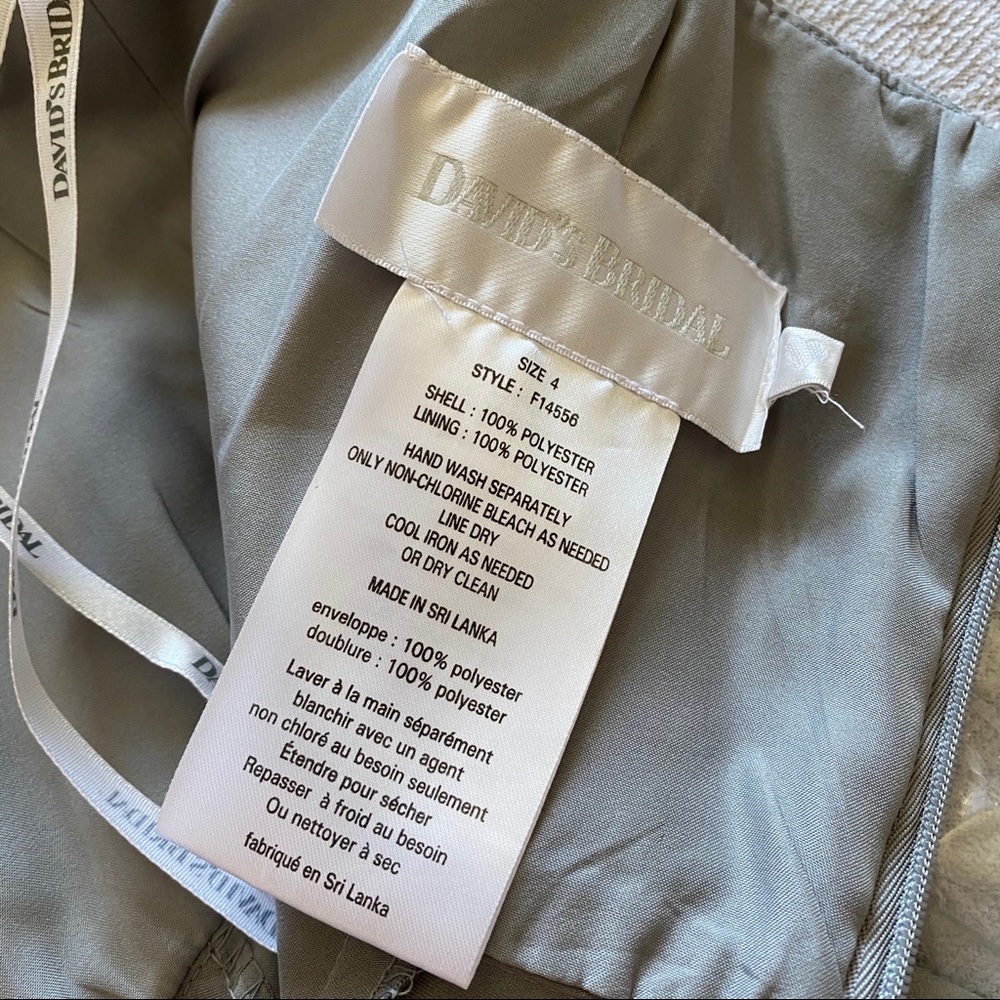 DAVID'S BRID
DAVID'S BRIDAL
SIZE 4
STYLE : F14556
SHELL : 100% POLYESTER
LINING : 100% POLYESTER
HAND WASH SEPARATELY
ONLY NON-CHLORINE BLEACH AS NEEDED
LINE DRY
COOL IRON AS NEEDED
OR DRY CLEAN
MADE IN SRI LANKA
enveloppe : 100% polyester
doublure : 100% polyester
Laver à la main séparément
blanchir avec un agent
non chloré au besoin seulement
Étendre pour sécher
Repasser à froid au besoin
Ou nettoyer à sec
fabriqué en Sri Lanka